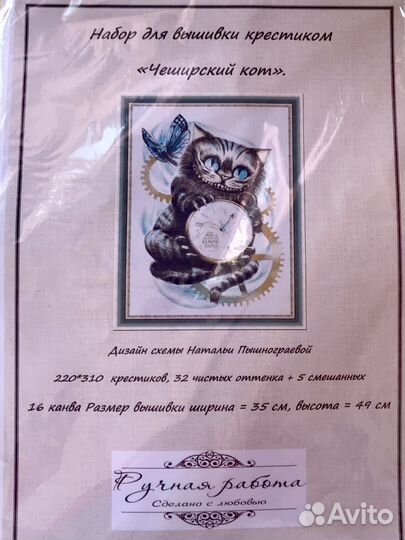 Набор для вышивки крестиком
«Чеширский кот».
Дизайн схемы Натальи Пышнограевой
220*310 крестиков, 32 чистых оттенка + 5 смешанных
16 канва Размер вышивки ширина = 35 см, высота = 49 см
Ручная работа
Сделано с любовью
Avito